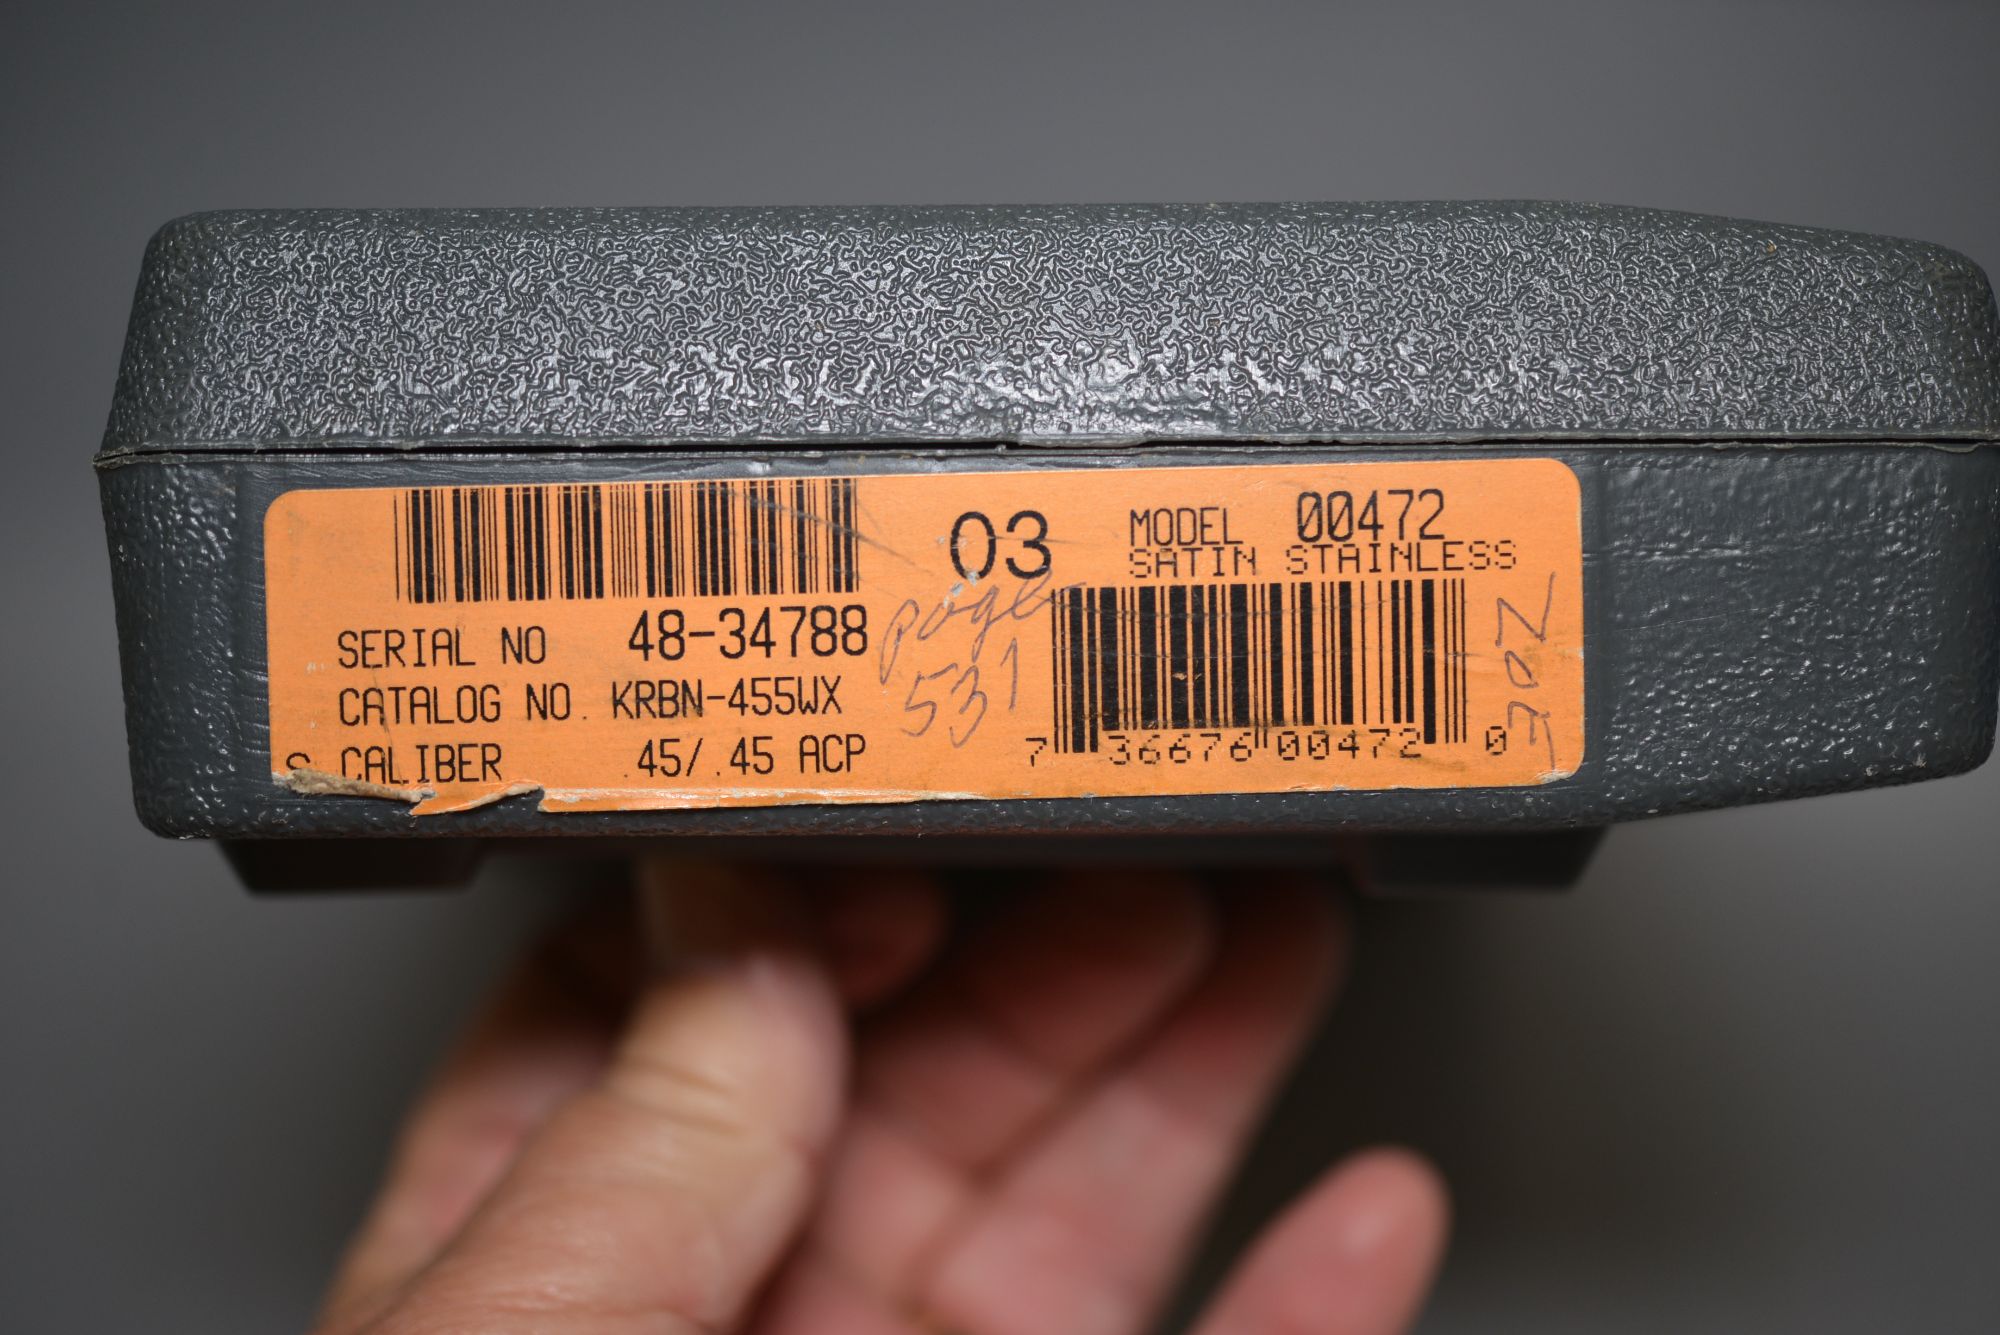 03
MODEL 00472
SATIN STAINLESS
SERIAL NO 48-34788
CATALOG NO. KRBN-455WX
S CALIBER .45/.45 ACP
page
531
7 36676 00472 0